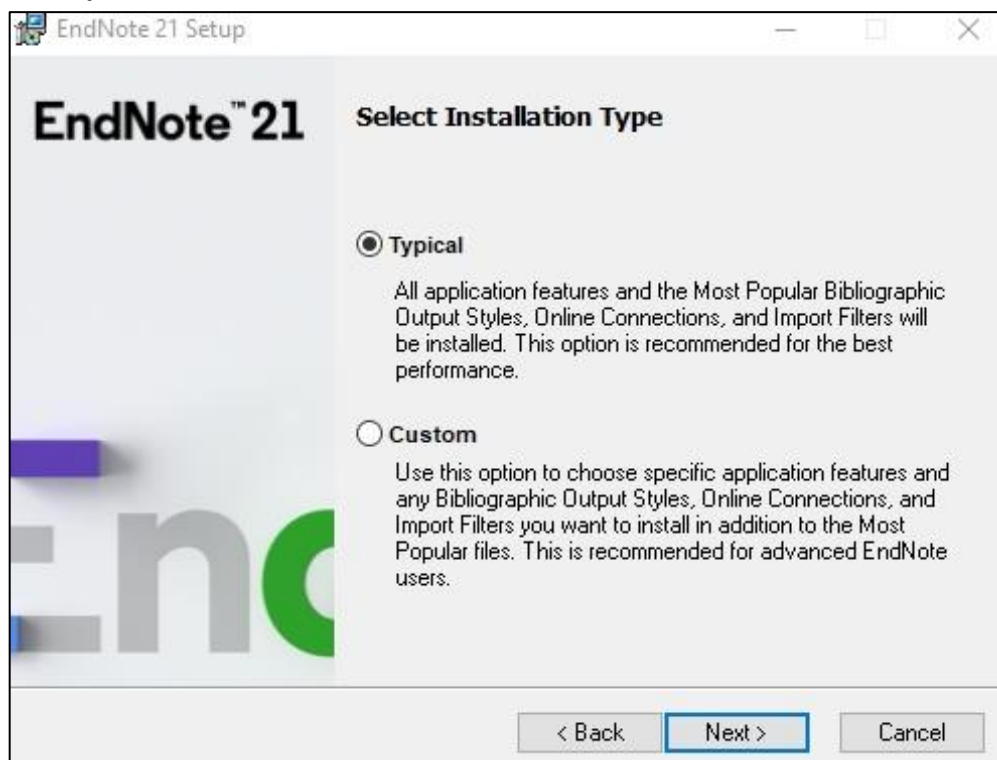 EndNote 21 Setup
EndNote™21
Select Installation Type
Typical
All application features and the Most Popular Bibliographic
Output Styles, Online Connections, and Import Filters will
be installed. This option is recommended for the best
performance.
Custom
Use this option to choose specific application features and
any Bibliographic Output Styles, Online Connections, and
Import Filters you want to install in addition to the Most
Popular files. This is recommended for advanced EndNote
users.
< Back Next > Cancel